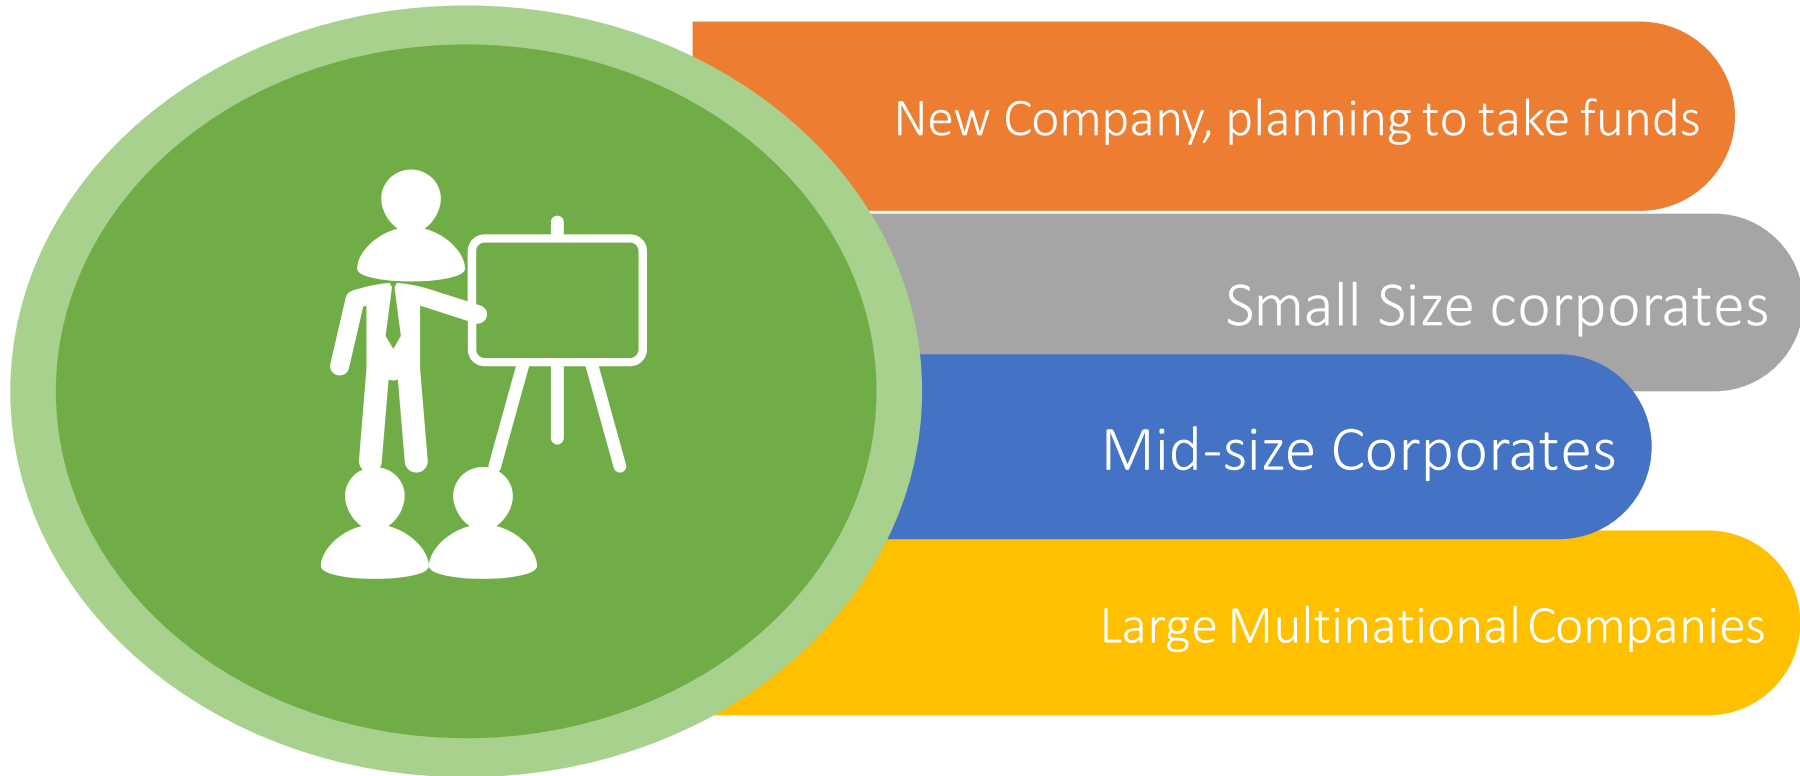 New Company, planning to take funds
Small Size corporates
Mid-size Corporates
Large Multinational Companies